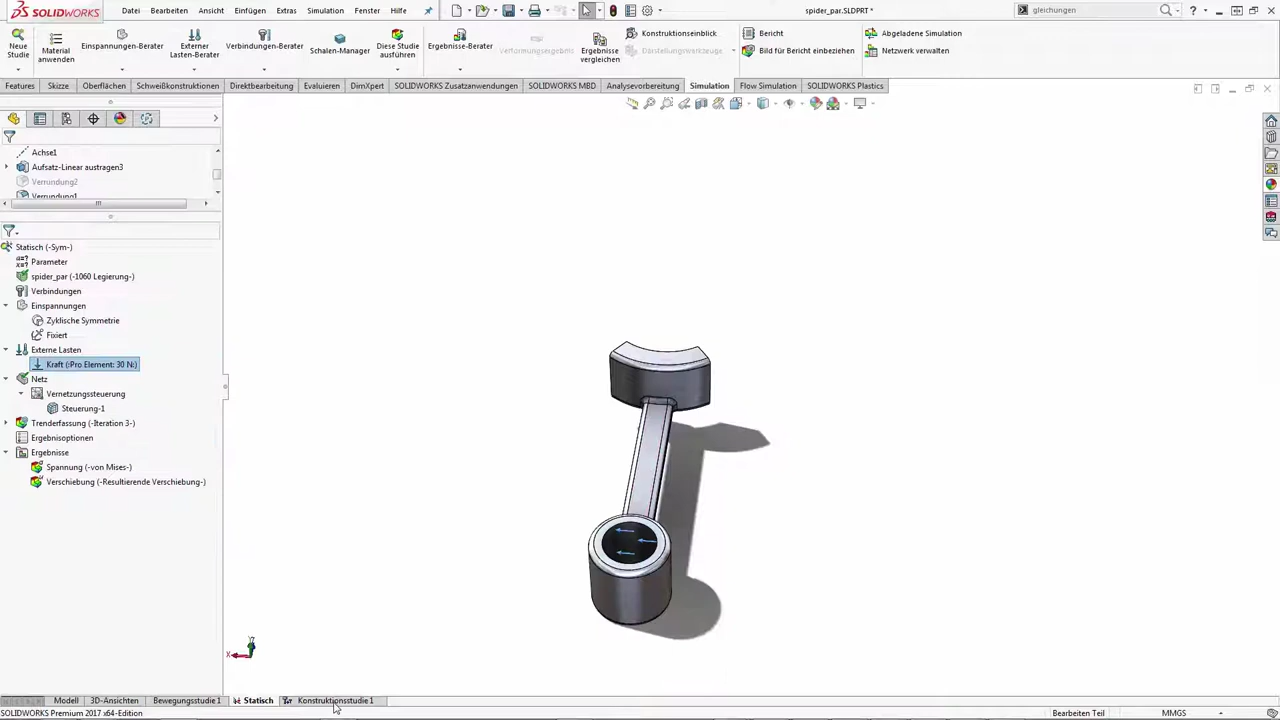 SOLIDWORKS Datei Bearbeiten Ansicht Einfügen Extras Simulation Fenster Hilfe spider_par.SLDPRT * gleichungen
Neue Studie
Material anwenden
Einspannungen-Berater
Externer Lasten-Berater
Verbindungen-Berater
Schalen-Manager
Diese Studie ausführen
Ergebnisse-Berater
Verformungsergebnis
Ergebnisse vergleichen
Konstruktionseinblick
Darstellungswerkzeuge
Bericht
Bild für Bericht einbeziehen
Abgeladene Simulation
Netzwerk verwalten
Features Skizze Oberflächen Schweißkonstruktionen Direktbearbeitung Evaluieren DimXpert SOLIDWORKS Zusatzanwendungen SOLIDWORKS MBD Analysevorbereitung Simulation Flow Simulation SOLIDWORKS Plastics
Achse1
Aufsatz-Linear austragen3
Verrundung2
Verrundung1
Statisch (-Sym-)
Parameter
spider_par (-1060 Legierung-)
Verbindungen
Einspannungen
Zyklische Symmetrie
Fixiert
Externe Lasten
Kraft (:Pro Element: 30 N:)
Netz
Vernetzungssteuerung
Steuerung-1
Trenderfassung (-Iteration 3-)
Ergebnisoptionen
Ergebnisse
Spannung (-von Mises-)
Verschiebung (-Resultierende Verschiebung-)
X
Modell 3D-Ansichten Bewegungsstudie 1 Statisch Konstruktionsstudie 1
SOLIDWORKS Premium 2017 x64-Edition Bearbeiten Teil MMGS